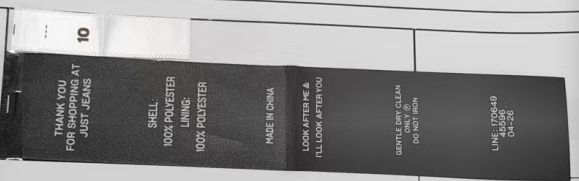 10
THANK YOU
FOR SHOPPING AT
JUST JEANS
SHELL:
100% POLYESTER
LINING:
100% POLYESTER
MADE IN CHINA
LOOK AFTER ME &
I'LL LOOK AFTER YOU
GENTLE DRY CLEAN
ONLY Ⓟ
DO NOT IRON
LINE: 170649
45596
04-26